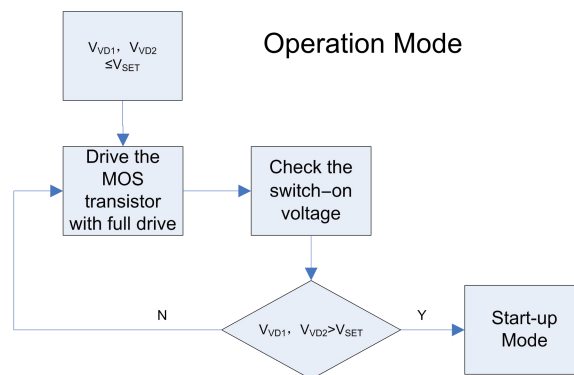 Operation Mode
V_VD1, V_VD2
≤V_SET
Drive the
MOS
transistor
with full drive
Check the
switch–on
voltage
N
V_VD1, V_VD2>V_SET
Y
Start-up
Mode